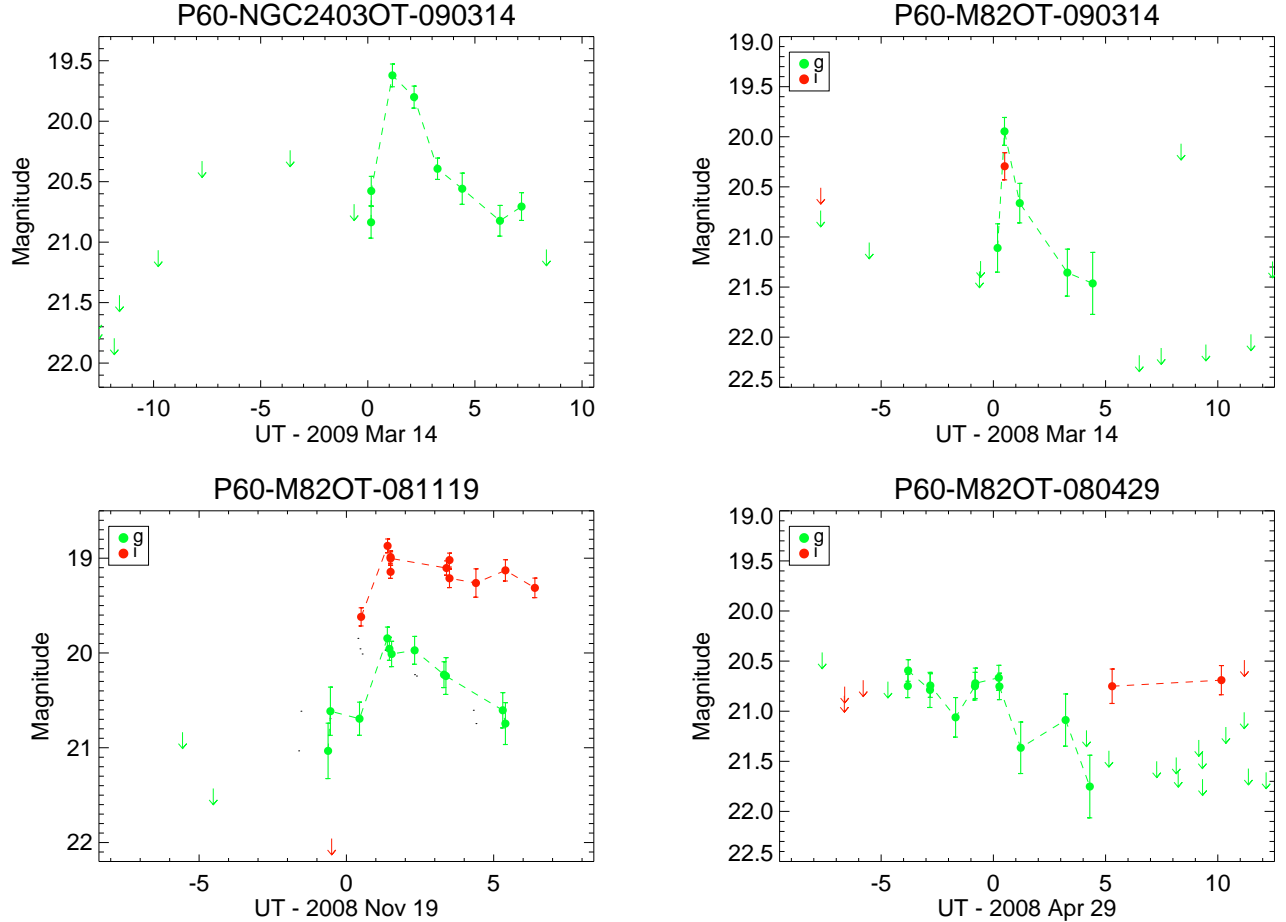 P60-NGC2403OT-090314
Magnitude
19.5
20.0
20.5
21.0
21.5
22.0
-10 -5 0 5 10
UT - 2009 Mar 14
P60-M82OT-090314
g
i
Magnitude
19.0
19.5
20.0
20.5
21.0
21.5
22.0
22.5
-5 0 5 10
UT - 2008 Mar 14
P60-M82OT-081119
g
i
Magnitude
19
20
21
22
-5 0 5
UT - 2008 Nov 19
P60-M82OT-080429
g
i
Magnitude
19.0
19.5
20.0
20.5
21.0
21.5
22.0
22.5
-5 0 5 10
UT - 2008 Apr 29